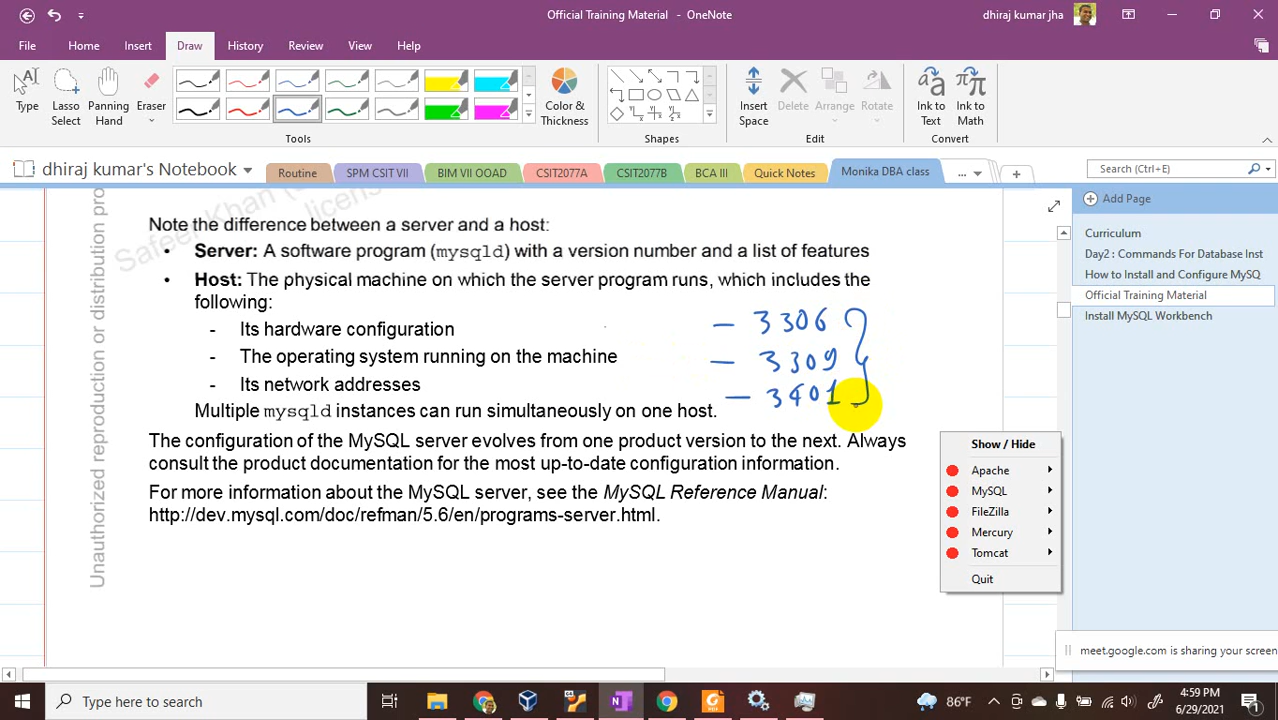 Official Training Material - OneNote
dhiraj kumar jha
File Home Insert Draw History Review View Help
Type
Lasso Select
Panning Hand
Eraser
Color & Thickness
Insert Space
Delete
Arrange
Rotate
Ink to Text
Ink to Math
Tools
Shapes
Edit
Convert
dhiraj kumar's Notebook
Routine
SPM CSIT VII
BIM VII OOAD
CSIT2077A
CSIT2077B
BCA III
Quick Notes
Monika DBA class
...
Search (Ctrl+E)
Add Page
Curriculum
Day2 : Commands For Database Inst
How to Install and Configure MySQ
Official Training Material
Install MySQL Workbench
Unauthorized reproduction or distribution pro
Safeer Khan (
licens
Note the difference between a server and a host:
• Server: A software program (mysqld) with a version number and a list of features
• Host: The physical machine on which the server program runs, which includes the
following:
- Its hardware configuration
- The operating system running on the machine
- Its network addresses
Multiple mysqld instances can run simultaneously on one host.
- 3306
- 3309
- 3401
The configuration of the MySQL server evolves from one product version to the next. Always
consult the product documentation for the most up-to-date configuration information.
For more information about the MySQL server, see the MySQL Reference Manual:
http://dev.mysql.com/doc/refman/5.6/en/programs-server.html.
Show / Hide
Apache
MySQL
FileZilla
Mercury
Tomcat
Quit
meet.google.com is sharing your screen
Type here to search
86°F
4:59 PM
6/29/2021